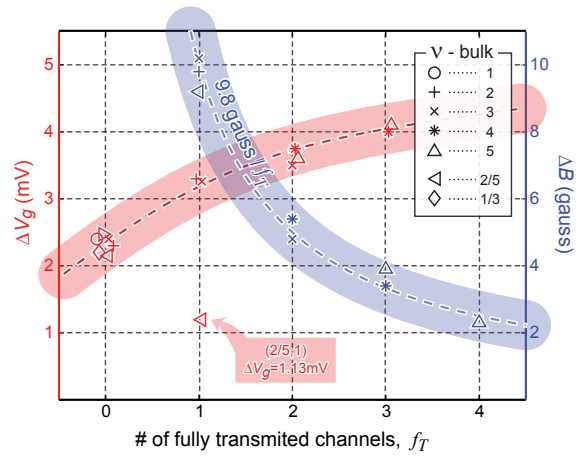 5
4
3
2
1
ΔVg (mV)
10
8
6
4
2
ΔB (gauss)
ν - bulk
1
2
3
4
5
2/5
1/3
9.8 gauss / fT
(2/5,1)
ΔVg=1.13mV
0 1 2 3 4
# of fully transmited channels, fT